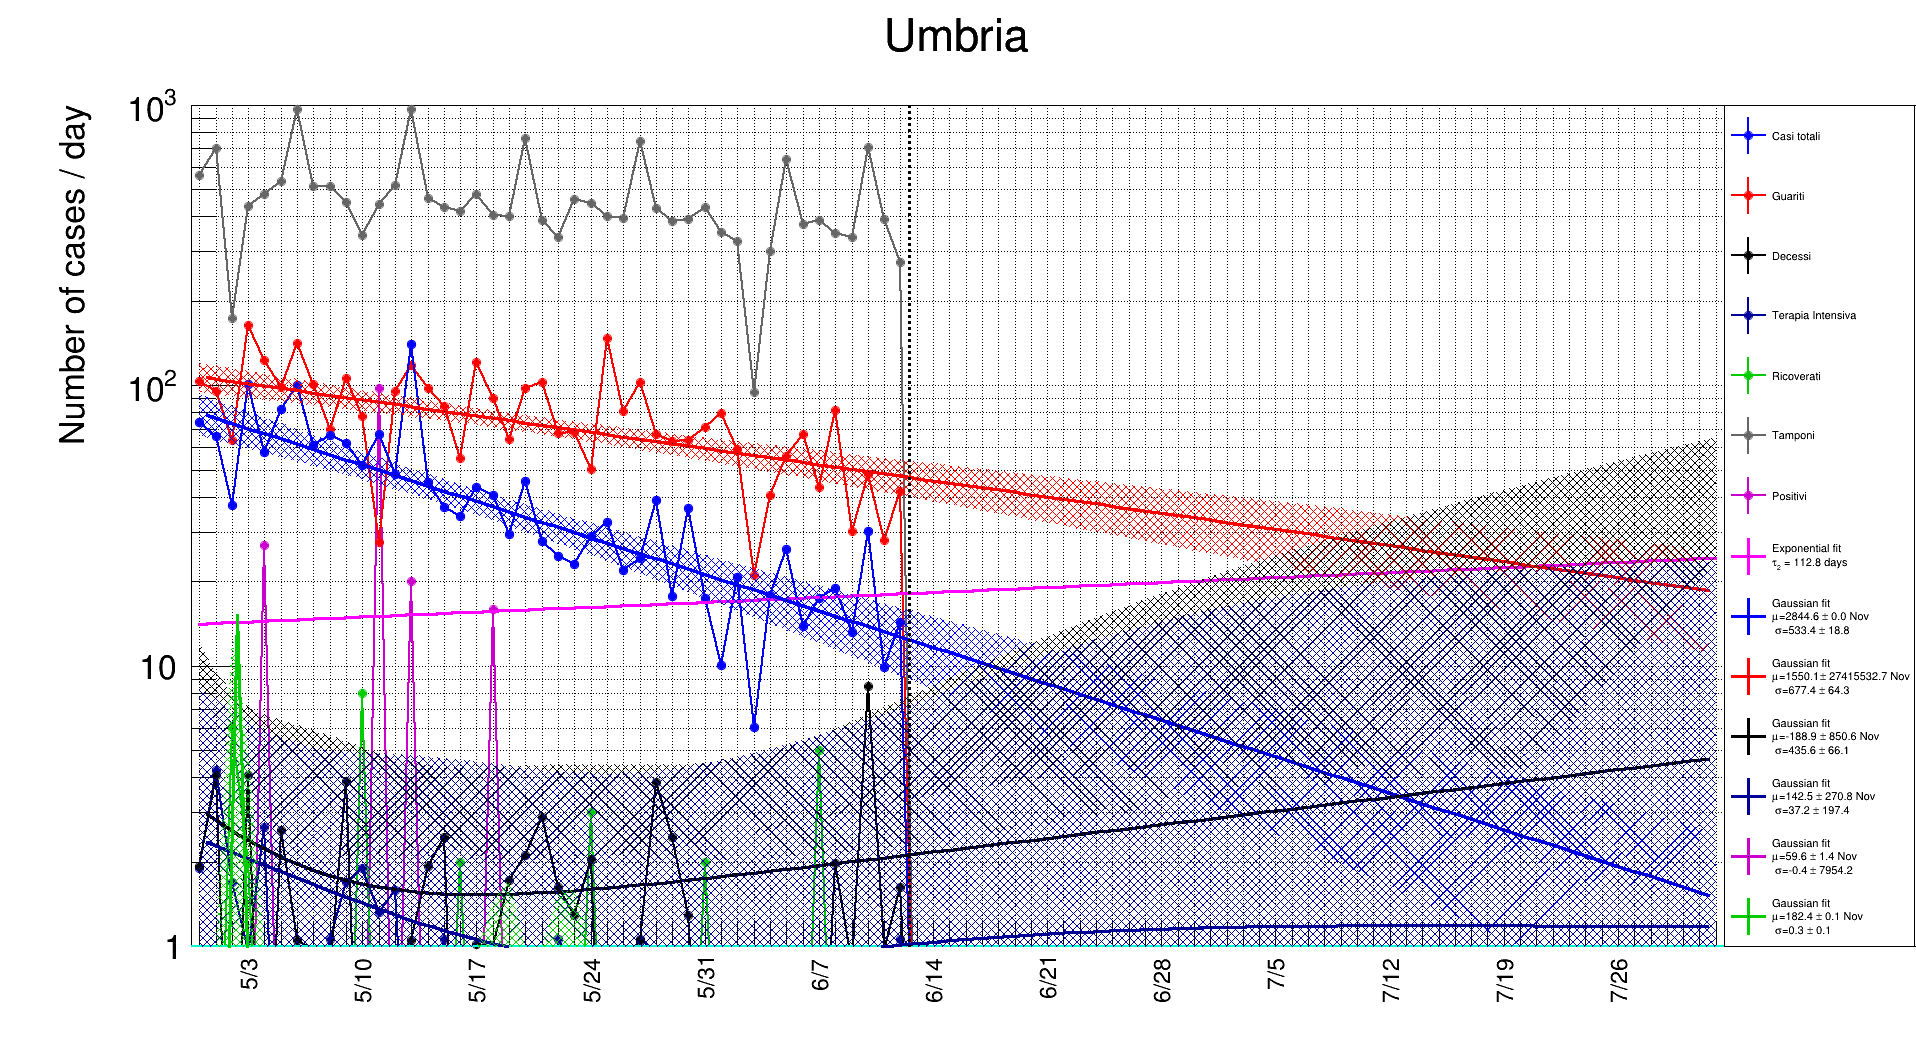 Umbria
Number of cases / day
10³
10²
10
1
5/3
5/10
5/17
5/24
5/31
6/7
6/14
6/21
6/28
7/5
7/12
7/19
7/26
Casi totali
Guariti
Decessi
Terapia Intensiva
Ricoverati
Tamponi
Positivi
Exponential fit
τ₂ = 112.8 days
Gaussian fit
μ=2844.6 ± 0.0 Nov
σ=533.4 ± 18.8
Gaussian fit
μ=1550.1 ± 27415532.7 Nov
σ=677.4 ± 64.3
Gaussian fit
μ=-188.9 ± 850.6 Nov
σ=435.6 ± 66.1
Gaussian fit
μ=142.5 ± 270.8 Nov
σ=37.2 ± 197.4
Gaussian fit
μ=59.6 ± 1.4 Nov
σ=-0.4 ± 7954.2
Gaussian fit
μ=182.4 ± 0.1 Nov
σ=0.3 ± 0.1